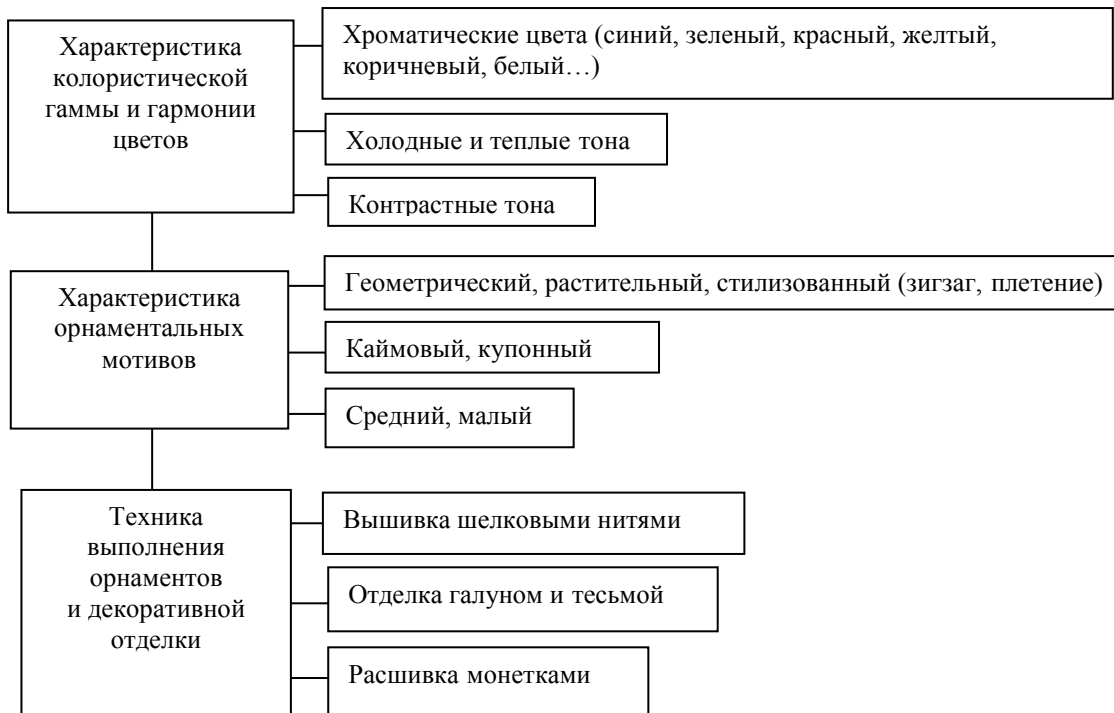 Характеристика
колористической
гаммы и гармонии
цветов
Хроматические цвета (синий, зеленый, красный, желтый,
коричневый, белый…)
Холодные и теплые тона
Контрастные тона
Характеристика
орнаментальных
мотивов
Геометрический, растительный, стилизованный (зигзаг, плетение)
Каймовый, купонный
Средний, малый
Техника
выполнения
орнаментов
и декоративной
отделки
Вышивка шелковыми нитями
Отделка галуном и тесьмой
Расшивка монетками